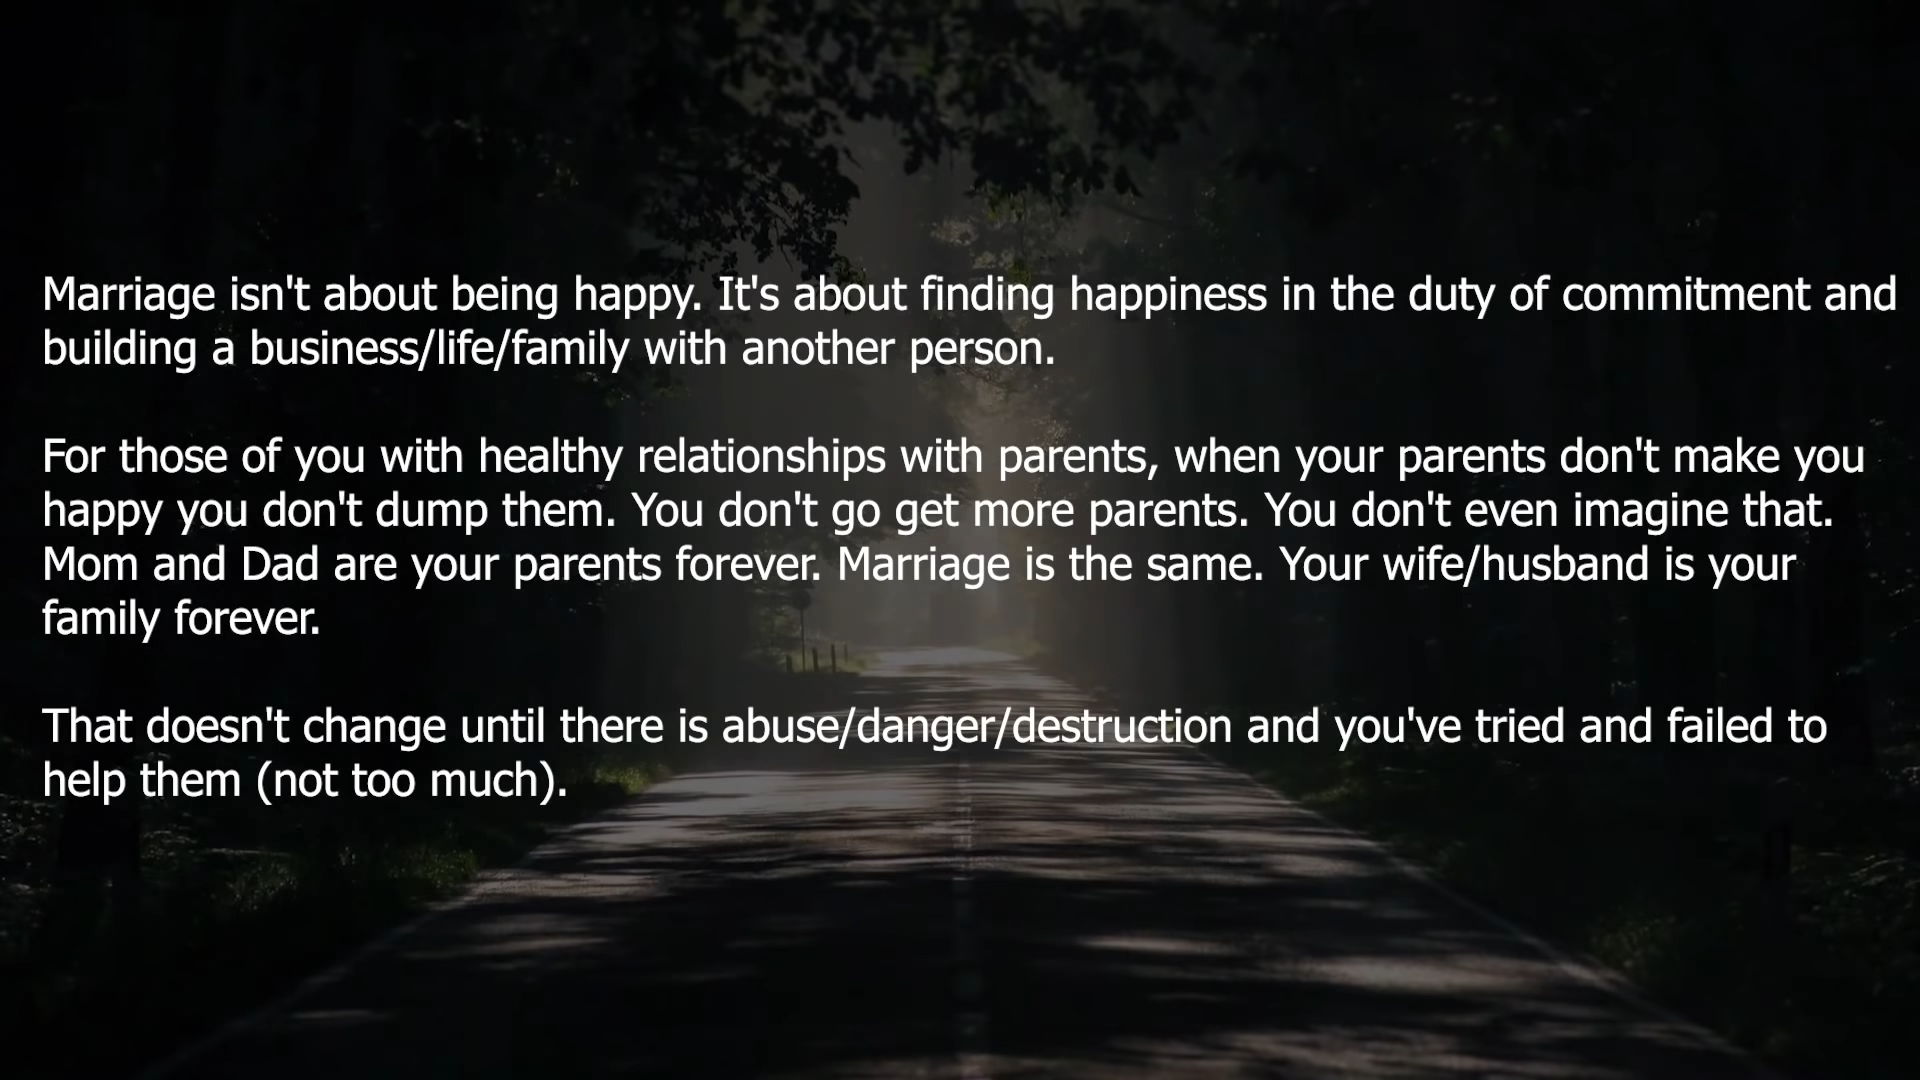 Marriage isn't about being happy. It's about finding happiness in the duty of commitment and
building a business/life/family with another person.
For those of you with healthy relationships with parents, when your parents don't make you
happy you don't dump them. You don't go get more parents. You don't even imagine that.
Mom and Dad are your parents forever. Marriage is the same. Your wife/husband is your
family forever.
That doesn't change until there is abuse/danger/destruction and you've tried and failed to
help them (not too much).